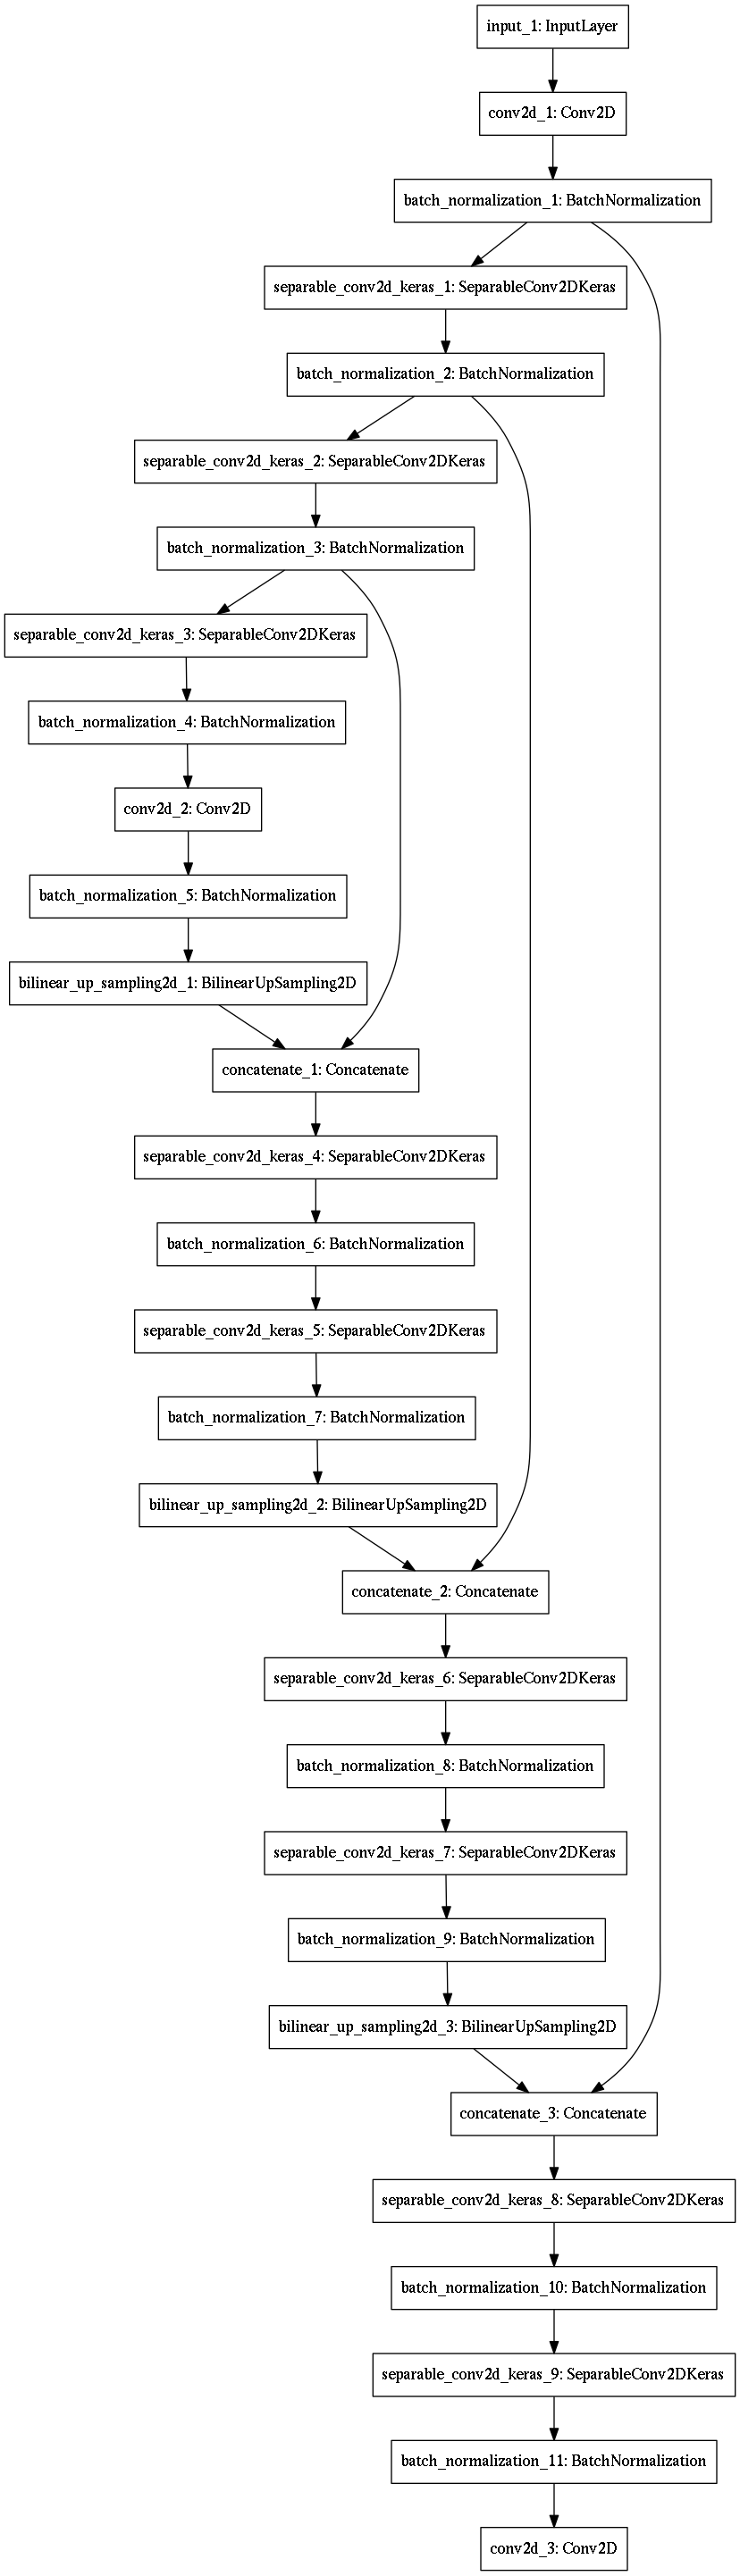 input_1: InputLayer
conv2d_1: Conv2D
batch_normalization_1: BatchNormalization
separable_conv2d_keras_1: SeparableConv2DKeras
batch_normalization_2: BatchNormalization
separable_conv2d_keras_2: SeparableConv2DKeras
batch_normalization_3: BatchNormalization
separable_conv2d_keras_3: SeparableConv2DKeras
batch_normalization_4: BatchNormalization
conv2d_2: Conv2D
batch_normalization_5: BatchNormalization
bilinear_up_sampling2d_1: BilinearUpSampling2D
concatenate_1: Concatenate
separable_conv2d_keras_4: SeparableConv2DKeras
batch_normalization_6: BatchNormalization
separable_conv2d_keras_5: SeparableConv2DKeras
batch_normalization_7: BatchNormalization
bilinear_up_sampling2d_2: BilinearUpSampling2D
concatenate_2: Concatenate
separable_conv2d_keras_6: SeparableConv2DKeras
batch_normalization_8: BatchNormalization
separable_conv2d_keras_7: SeparableConv2DKeras
batch_normalization_9: BatchNormalization
bilinear_up_sampling2d_3: BilinearUpSampling2D
concatenate_3: Concatenate
separable_conv2d_keras_8: SeparableConv2DKeras
batch_normalization_10: BatchNormalization
separable_conv2d_keras_9: SeparableConv2DKeras
batch_normalization_11: BatchNormalization
conv2d_3: Conv2D